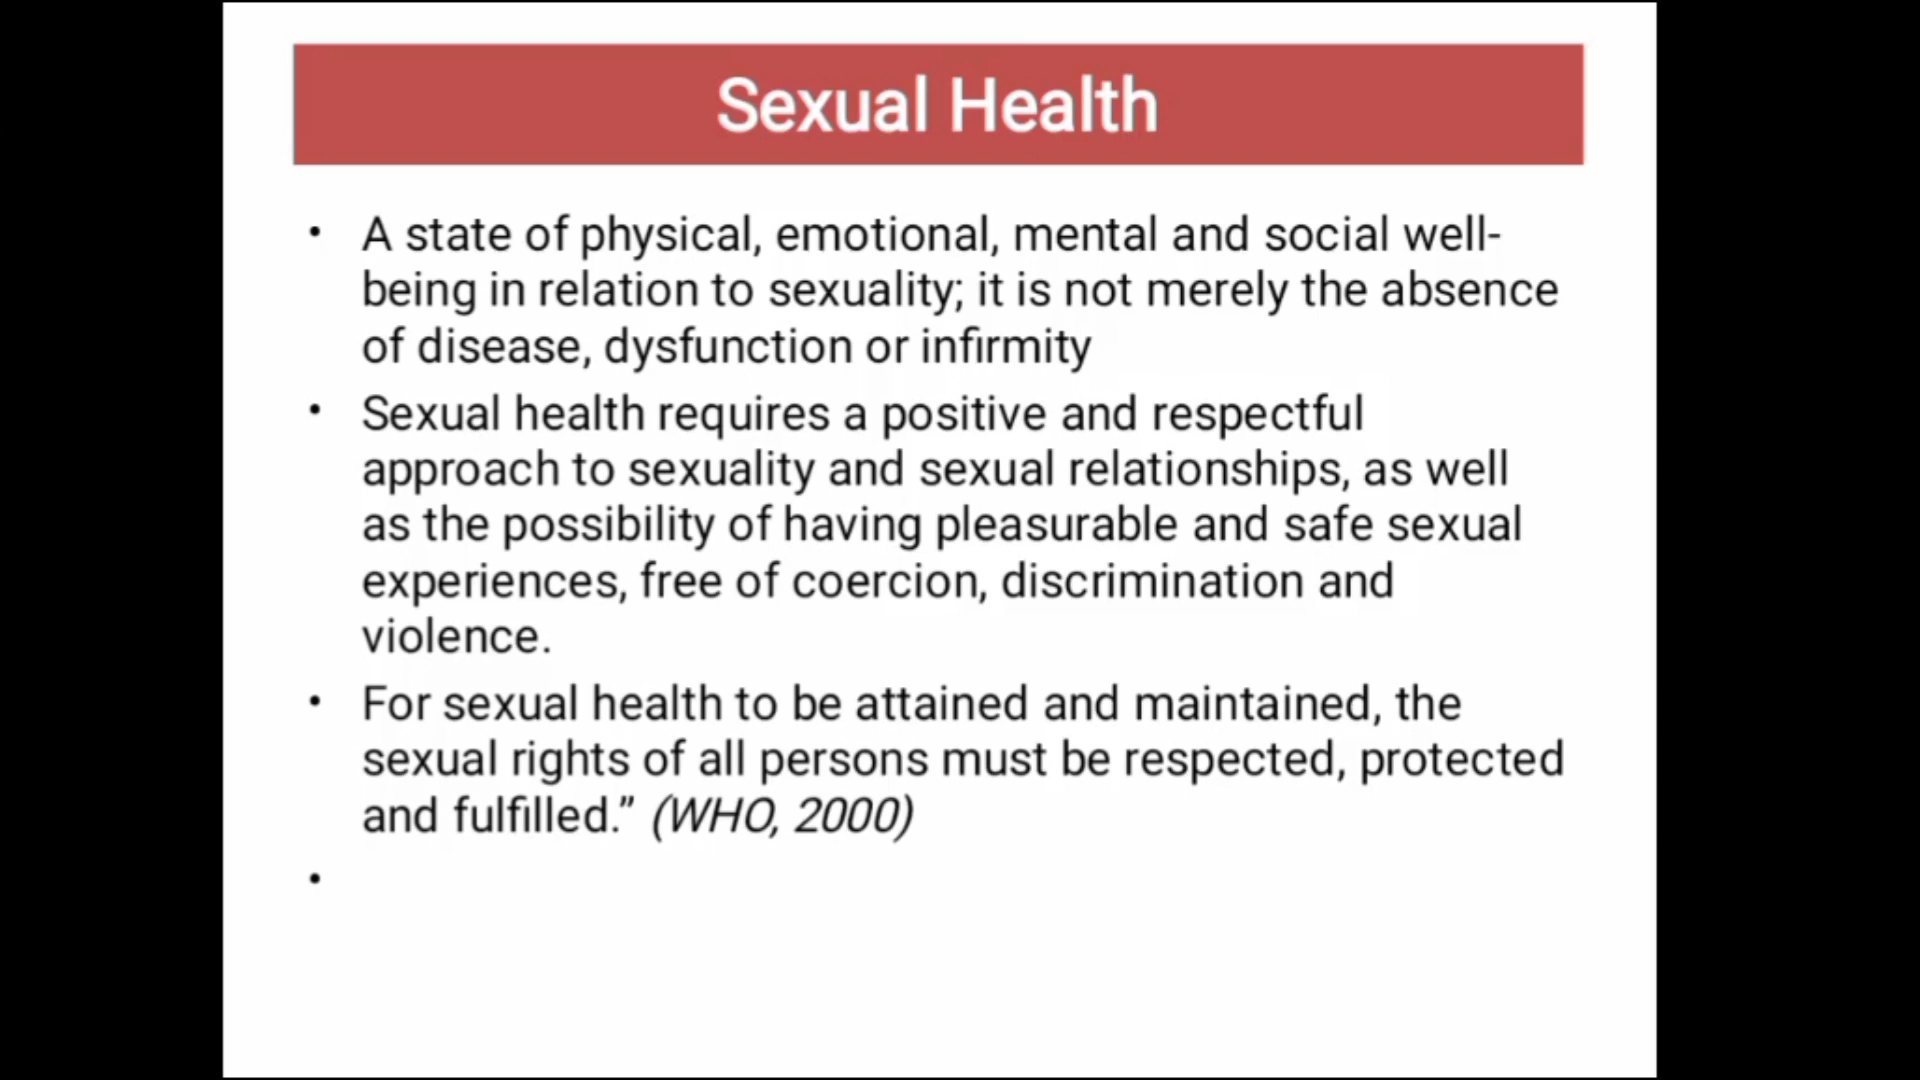 Sexual Health
• A state of physical, emotional, mental and social well-
being in relation to sexuality; it is not merely the absence
of disease, dysfunction or infirmity
• Sexual health requires a positive and respectful
approach to sexuality and sexual relationships, as well
as the possibility of having pleasurable and safe sexual
experiences, free of coercion, discrimination and
violence.
• For sexual health to be attained and maintained, the
sexual rights of all persons must be respected, protected
and fulfilled.” (WHO, 2000)
•